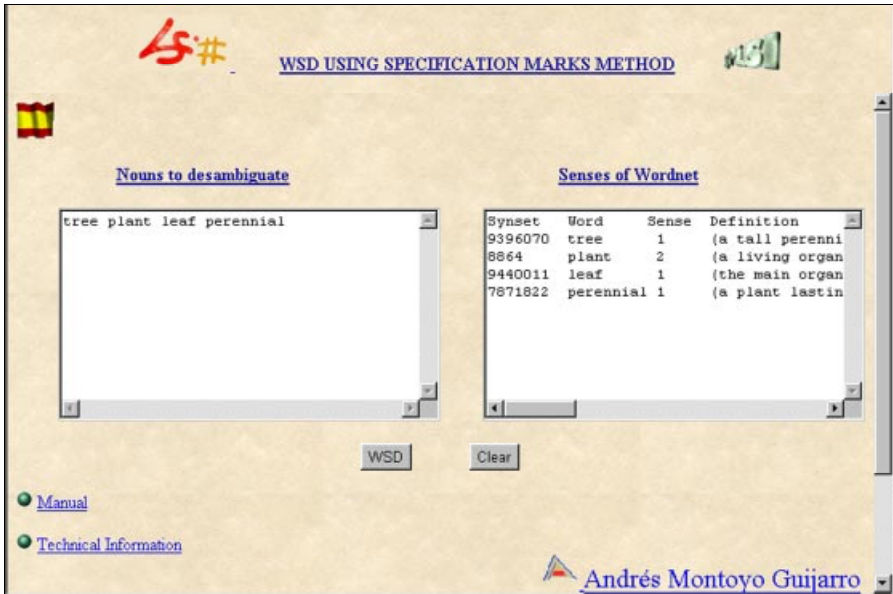 WSD USING SPECIFICATION MARKS METHOD
Nouns to desambiguate
Senses of Wordnet
tree plant leaf perennial
Synset Word Sense Definition
9396070 tree 1 (a tall perenni
8864 plant 2 (a living organ
9440011 leaf 1 (the main organ
7871822 perennial 1 (a plant lastin
WSD
Clear
Manual
Technical Information
Andrés Montoyo Guijarro